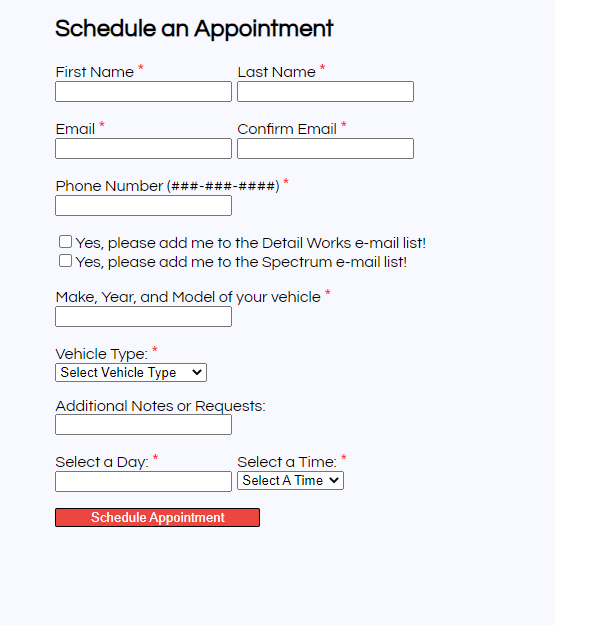 Schedule an Appointment
First Name * Last Name *
Email * Confirm Email *
Phone Number (###-###-####) *
Yes, please add me to the Detail Works e-mail list!
Yes, please add me to the Spectrum e-mail list!
Make, Year, and Model of your vehicle *
Vehicle Type: *
Select Vehicle Type
Additional Notes or Requests:
Select a Day: * Select a Time: *
Select A Time
Schedule Appointment